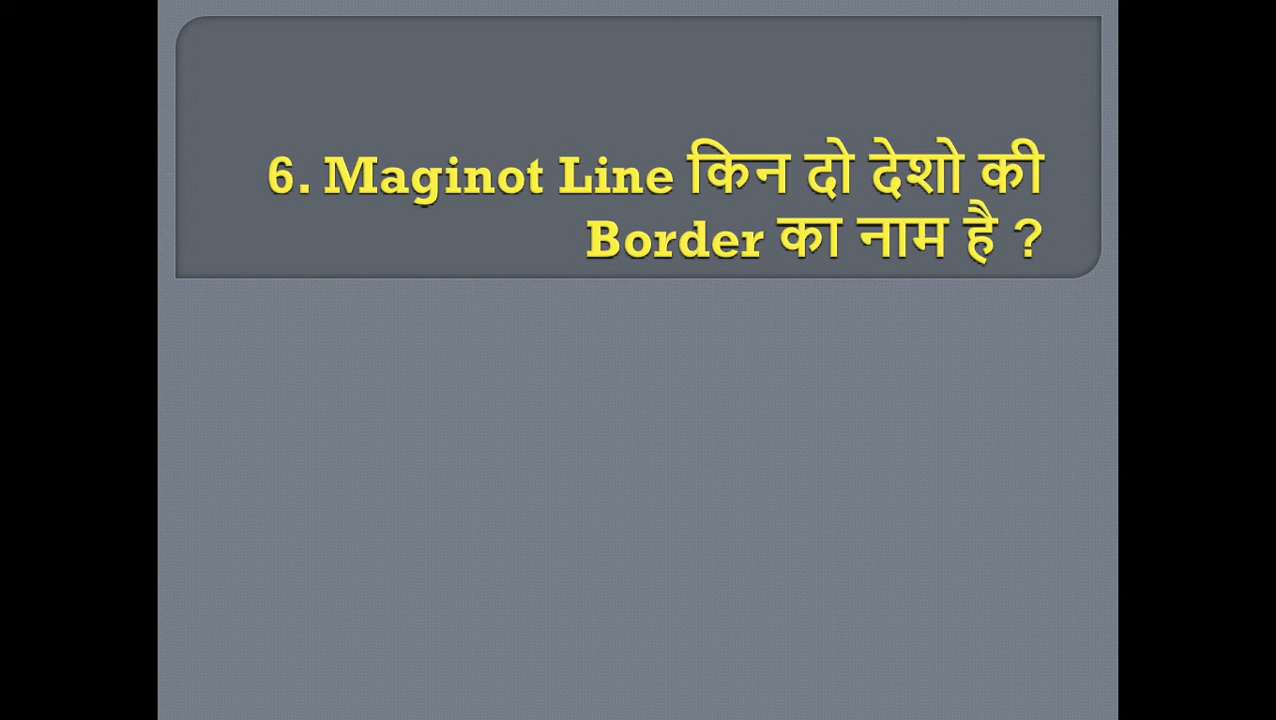 6. Maginot Line किन दो देशो की
Border का नाम है ?